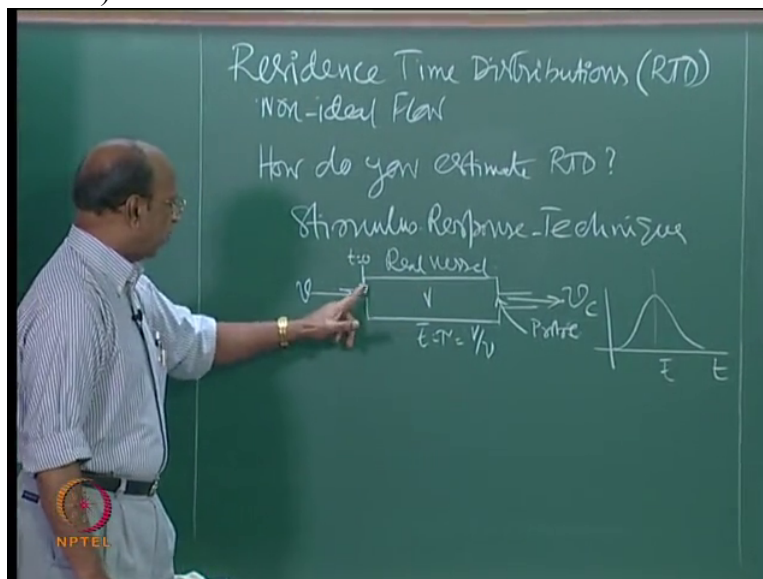 Residence Time Distributions (RTD)
Non-ideal Flow
How do you estimate RTD?
Stimulus Response Technique
t=0 Real vessel
v V v C
t̄ = τ = V/v Probe
t̄ t
NPTEL